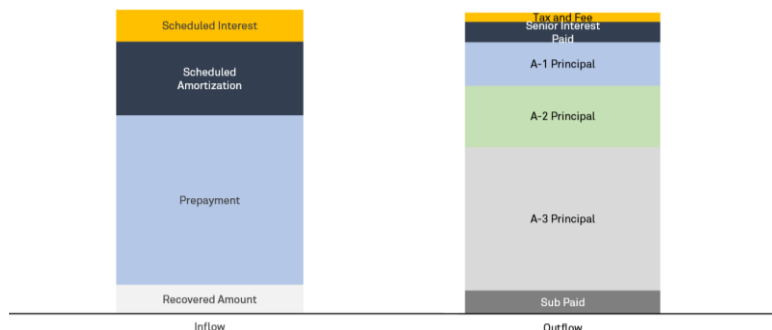 Scheduled Interest
Scheduled
Amortization
Prepayment
Recovered Amount
Inflow
Tax and Fee
Senior Interest
Paid
A-1 Principal
A-2 Principal
A-3 Principal
Sub Paid
Outflow